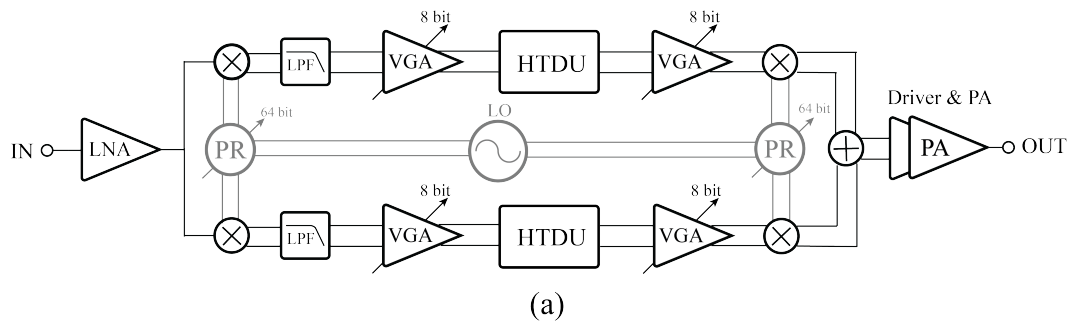 8 bit
8 bit
LPF
VGA
HTDU
VGA
64 bit
LO
64 bit
Driver & PA
IN
LNA
PR
PR
PA
OUT
8 bit
8 bit
LPF
VGA
HTDU
VGA
(a)